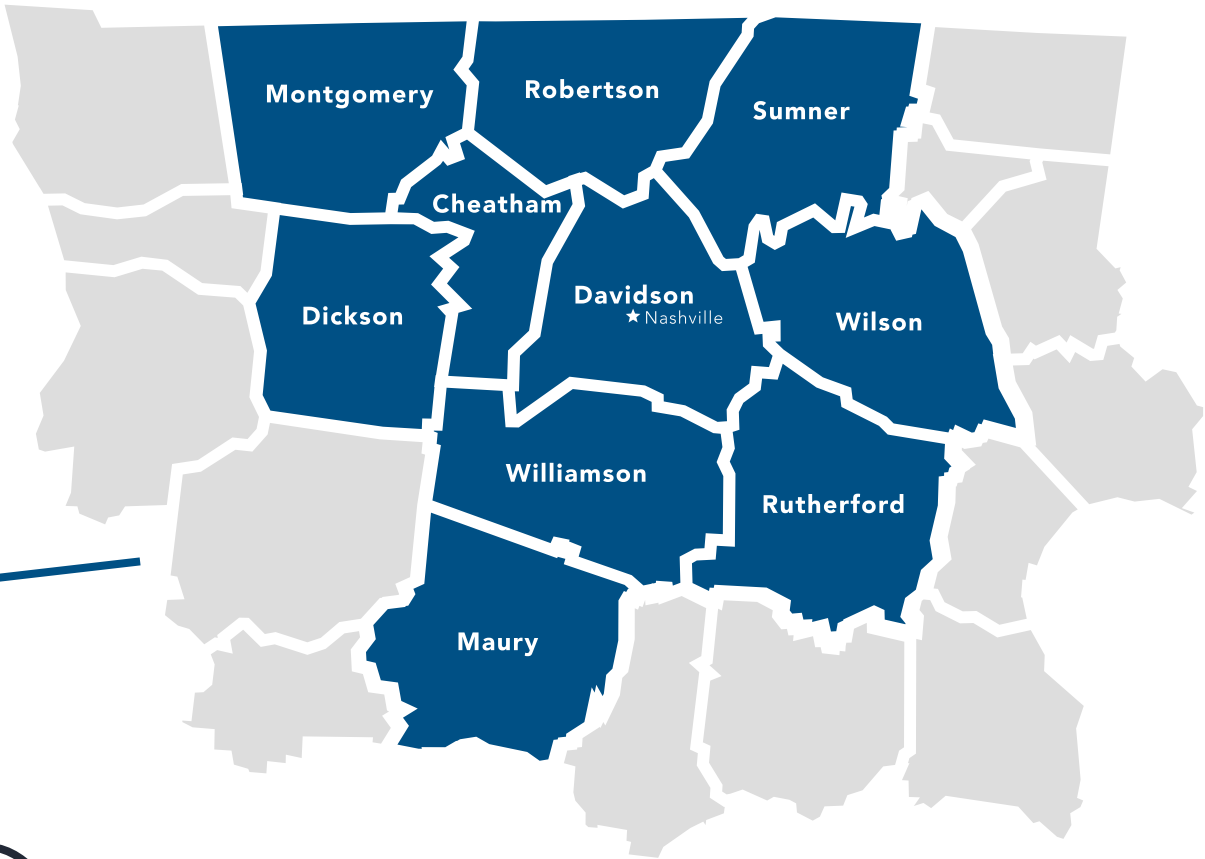 Montgomery
Robertson
Sumner
Cheatham
Davidson
Nashville
Dickson
Wilson
Williamson
Rutherford
Maury